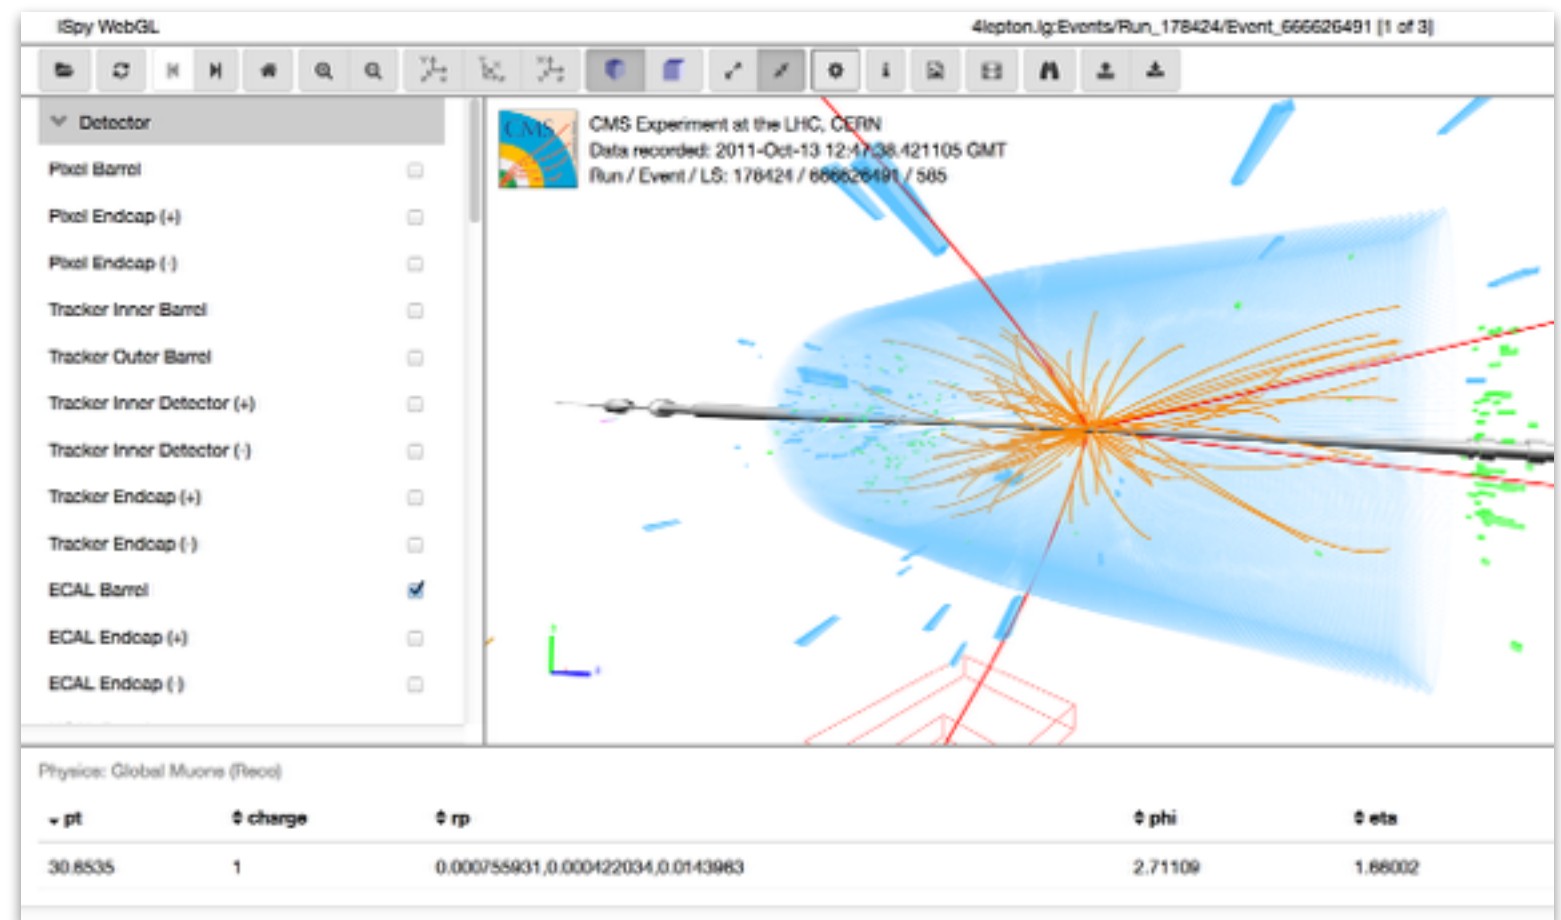 iSpy WebGL
4lepton.ig:Events/Run_178424/Event_666626491 [1 of 3]
Detector
Pixel Barrel
Pixel Endcap (+)
Pixel Endcap (-)
Tracker Inner Barrel
Tracker Outer Barrel
Tracker Inner Detector (+)
Tracker Inner Detector (-)
Tracker Endcap (+)
Tracker Endcap (-)
ECAL Barrel
ECAL Endcap (+)
ECAL Endcap (-)
CMS
CMS Experiment at the LHC, CERN
Data recorded: 2011-Oct-13 12:47:38.421105 GMT
Run / Event / LS: 178424 / 666626491 / 585
Physics: Global Muons (Reco)
pt charge rp phi eta
30.6535 1 0.000755931,0.000422034,0.0143963 2.71109 1.66002